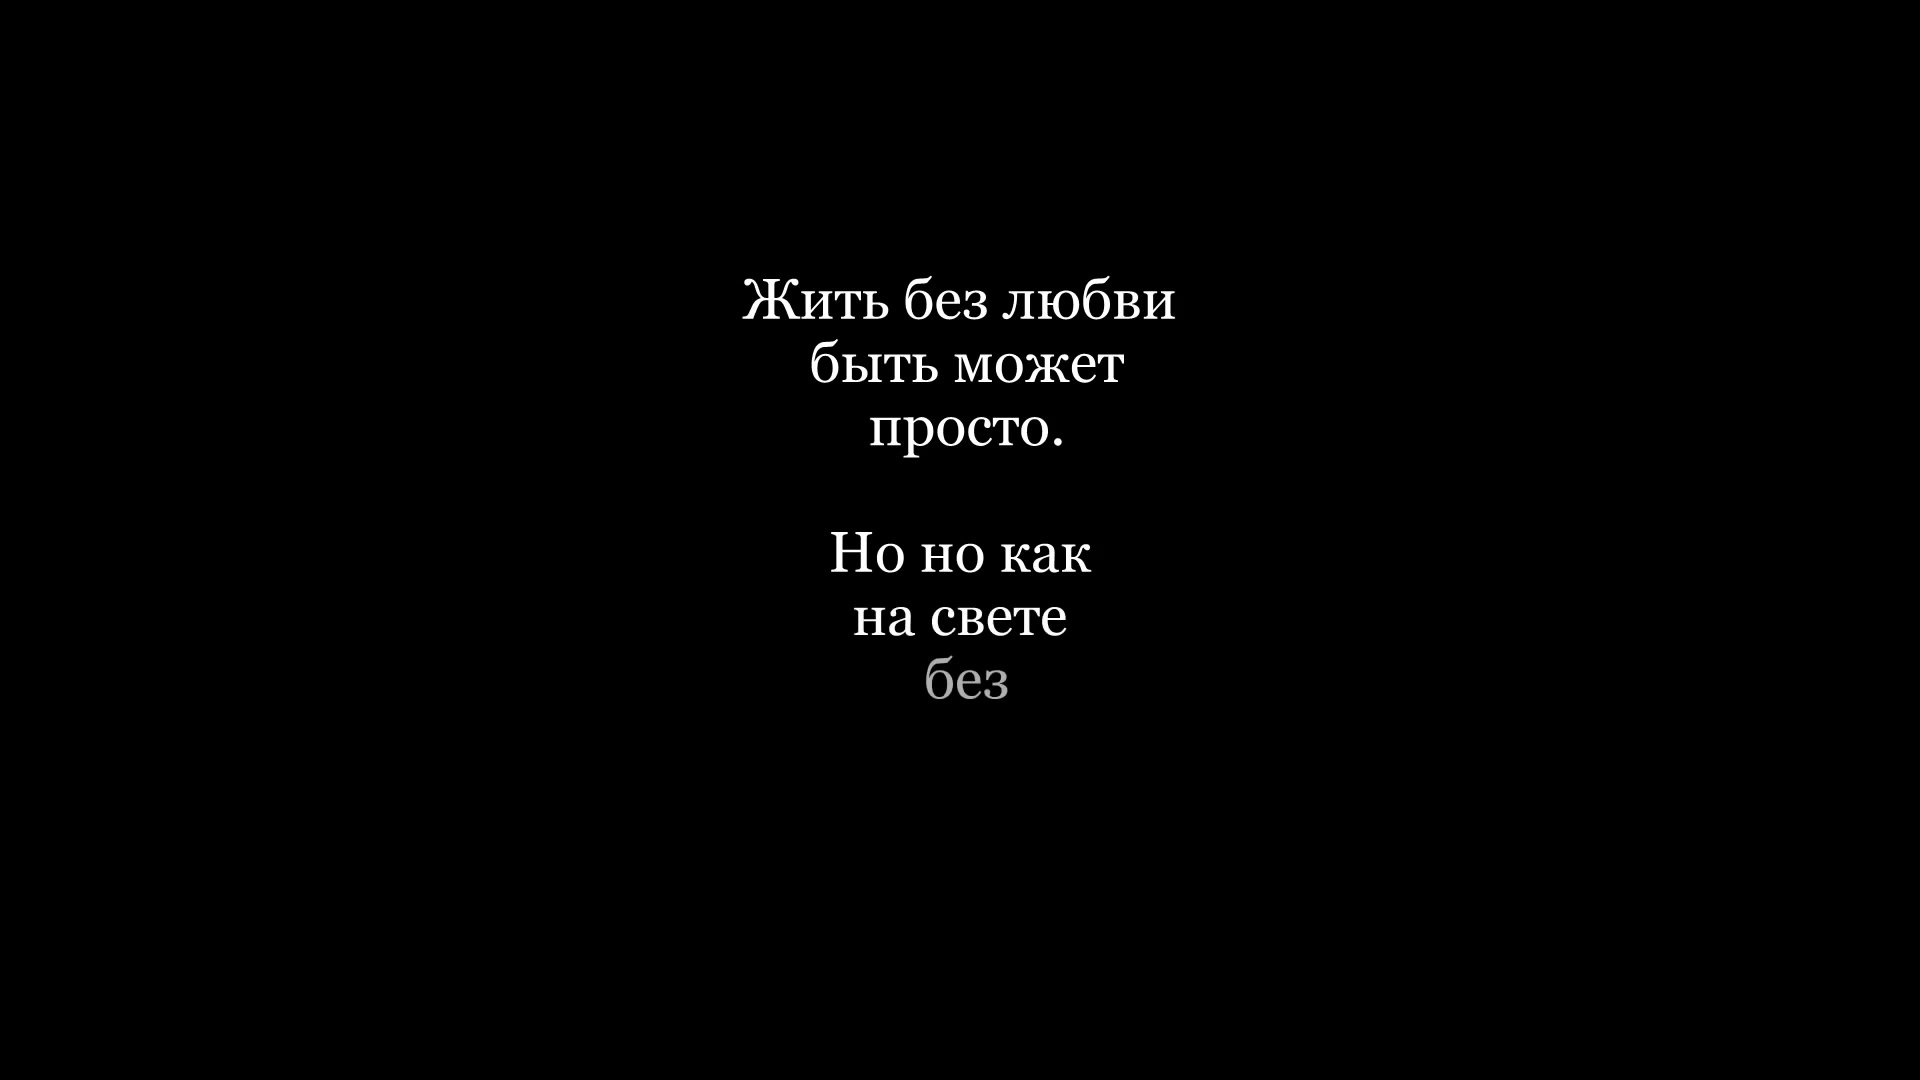 Жить без любви
быть может
просто.
Но но как
на свете
без